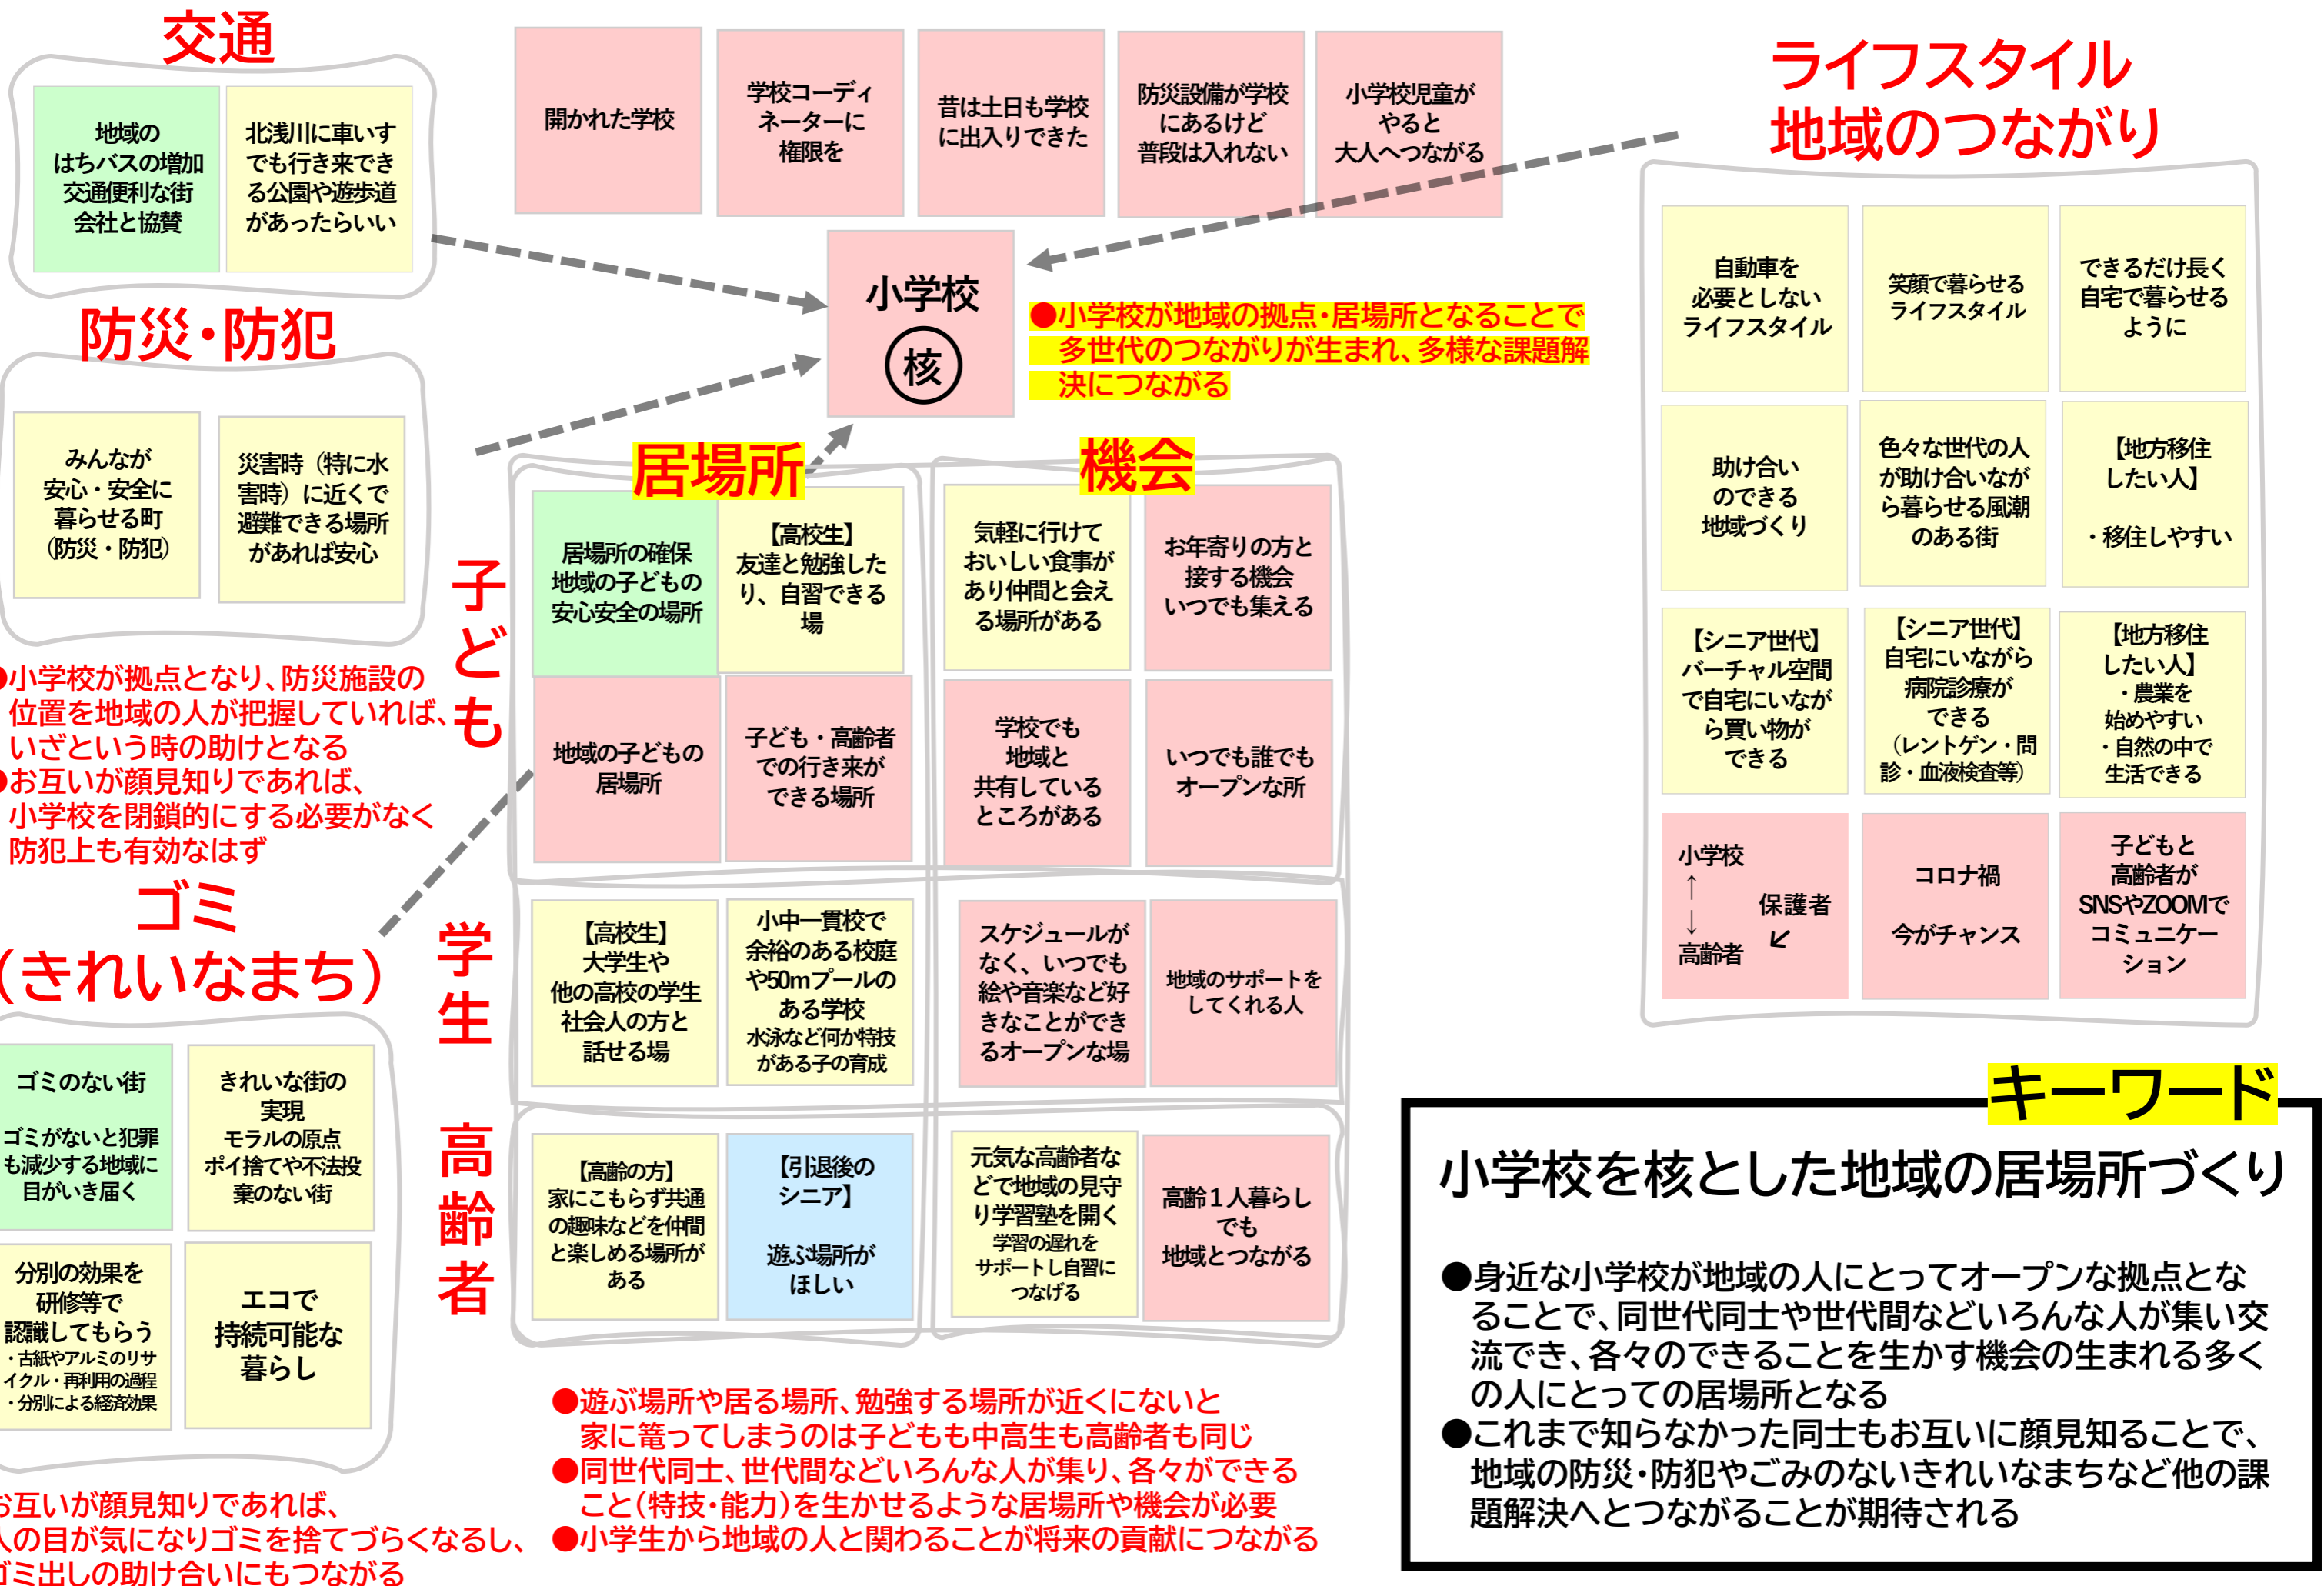 交通
地域の
はちバスの増加
交通便利な街
会社と協賛
北浅川に車いす
でも行き来でき
る公園や遊歩道
があったらいい
開かれた学校
学校コーディ
ネーターに
権限を
昔は土日も学校
に出入りできた
防災設備が学校
にあるけど
普段は入れない
小学校児童が
やると
大人へつながる
小学校
核
●小学校が地域の拠点・居場所となることで
多世代のつながりが生まれ、多様な課題解
決につながる
防災・防犯
みんなが
安心・安全に
暮らせる町
(防災・防犯)
災害時(特に水
害時)に近くで
避難できる場所
があれば安心
●小学校が拠点となり、防災施設の
位置を地域の人が把握していれば、
いざという時の助けとなる
●お互いが顔見知りであれば、
小学校を閉鎖的にする必要がなく
防犯上も有効なはず
ゴミ
(きれいなまち)
ゴミのない街
ゴミがないと犯罪
も減少する地域に
目がいき届く
きれいな街の
実現
モラルの原点
ポイ捨てや不法投
棄のない街
分別の効果を
研修等で
認識してもらう
・古紙やアルミのリサ
イクル・再利用の過程
・分別による経済効果
エコで
持続可能な
暮らし
お互いが顔見知りであれば、
人の目が気になりゴミを捨てづらくなるし、
ゴミ出しの助け合いにもつながる
居場所
機会
子ども
居場所の確保
地域の子どもの
安心安全の場所
【高校生】
友達と勉強した
り、自習できる
場
気軽に行けて
おいしい食事が
あり仲間と会え
る場所がある
お年寄りの方と
接する機会
いつでも集える
地域の子どもの
居場所
子ども・高齢者
での行き来が
できる場所
学校でも
地域と
共有している
ところがある
いつでも誰でも
オープンな所
学生
【高校生】
大学生や
他の高校の学生
社会人の方と
話せる場
小中一貫校で
余裕のある校庭
や50mプールの
ある学校
水泳など何か特技
がある子の育成
スケジュールが
なく、いつでも
絵や音楽など好
きなことができ
るオープンな場
地域のサポートを
してくれる人
高齢者
【高齢の方】
家にこもらず共通
の趣味などを仲間
と楽しめる場所が
ある
【引退後の
シニア】
遊ぶ場所が
ほしい
元気な高齢者な
どで地域の見守
り学習塾を開く
学習の遅れを
サポートし自習に
つなげる
高齢1人暮らし
でも
地域とつながる
●遊ぶ場所や居る場所、勉強する場所が近くにないと
家に篭ってしまうのは子どもも中高生も高齢者も同じ
●同世代同士、世代間などいろんな人が集り、各々ができる
こと(特技・能力)を生かせるような居場所や機会が必要
●小学生から地域の人と関わることが将来の貢献につながる
ライフスタイル
地域のつながり
自動車を
必要としない
ライフスタイル
笑顔で暮らせる
ライフスタイル
できるだけ長く
自宅で暮らせる
ように
助け合い
のできる
地域づくり
色々な世代の人
が助け合いなが
ら暮らせる風潮
のある街
【地方移住
したい人】
・移住しやすい
【シニア世代】
バーチャル空間
で自宅にいなが
ら買い物が
できる
【シニア世代】
自宅にいながら
病院診療が
できる
(レントゲン・問
診・血液検査等)
【地方移住
したい人】
・農業を
始めやすい
・自然の中で
生活できる
小学校
↑
↓
高齢者
保護者
↙
コロナ禍
今がチャンス
子どもと
高齢者が
SNSやZOOMで
コミュニケー
ション
キーワード
小学校を核とした地域の居場所づくり
●身近な小学校が地域の人にとってオープンな拠点とな
ることで、同世代同士や世代間などいろんな人が集い交
流でき、各々のできることを生かす機会の生まれる多く
の人にとっての居場所となる
●これまで知らなかった同士もお互いに顔見知ることで、
地域の防災・防犯やごみのないきれいなまちなど他の課
題解決へとつながることが期待される